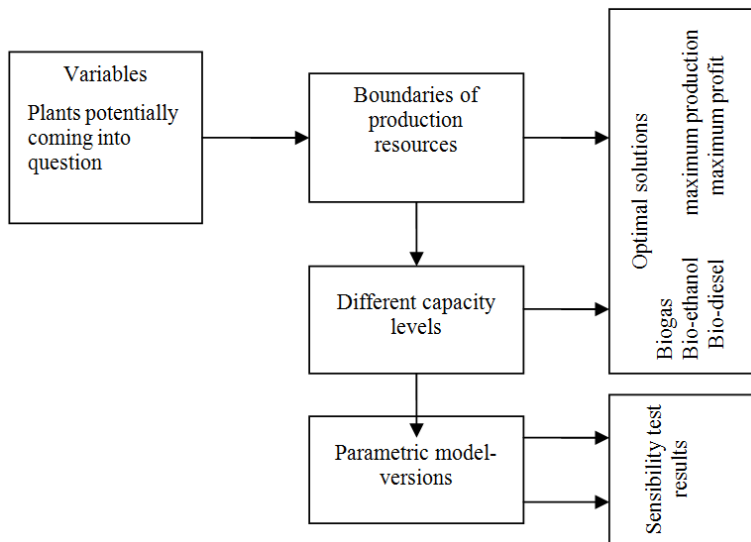 Variables
Plants potentially
coming into
question
Boundaries of
production
resources
Different capacity
levels
Parametric model-
versions
Optimal solutions
Biogas
Bio-ethanol maximum production
Bio-diesel maximum profit
Sensibility test
results